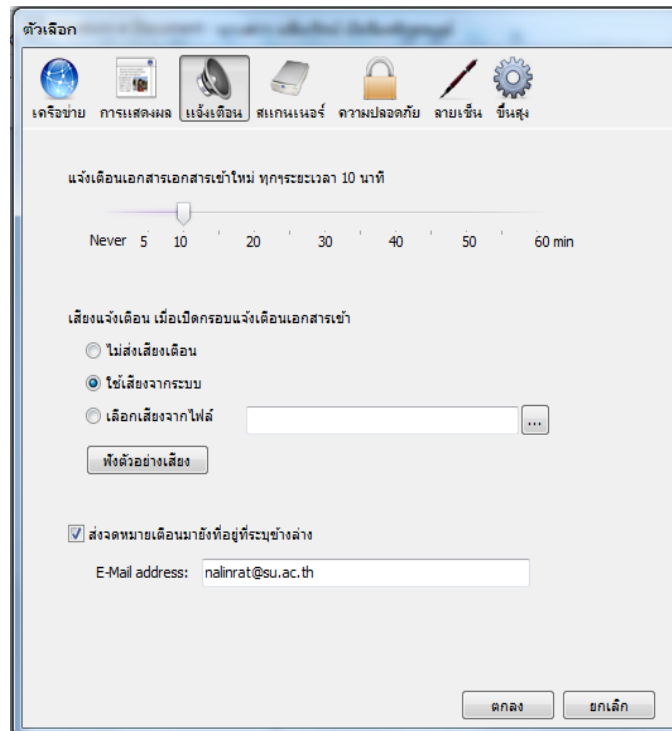 ตัวเลือก
เครือข่าย การแสดงผล แจ้งเตือน สแกนเนอร์ ความปลอดภัย ลายเซ็น ขั้นสูง
แจ้งเตือนเอกสารเอกสารเข้าใหม่ ทุกๆระยะเวลา 10 นาที
Never 5 10 20 30 40 50 60 min
เสียงแจ้งเตือน เมื่อเปิดกรอบแจ้งเตือนเอกสารเข้า
ไม่ส่งเสียงเตือน
ใช้เสียงจากระบบ
เลือกเสียงจากไฟล์ ...
ฟังตัวอย่างเสียง
ส่งจดหมายเตือนมายังที่อยู่ที่ระบุข้างล่าง
E-Mail address: nalinrat@su.ac.th
ตกลง ยกเลิก